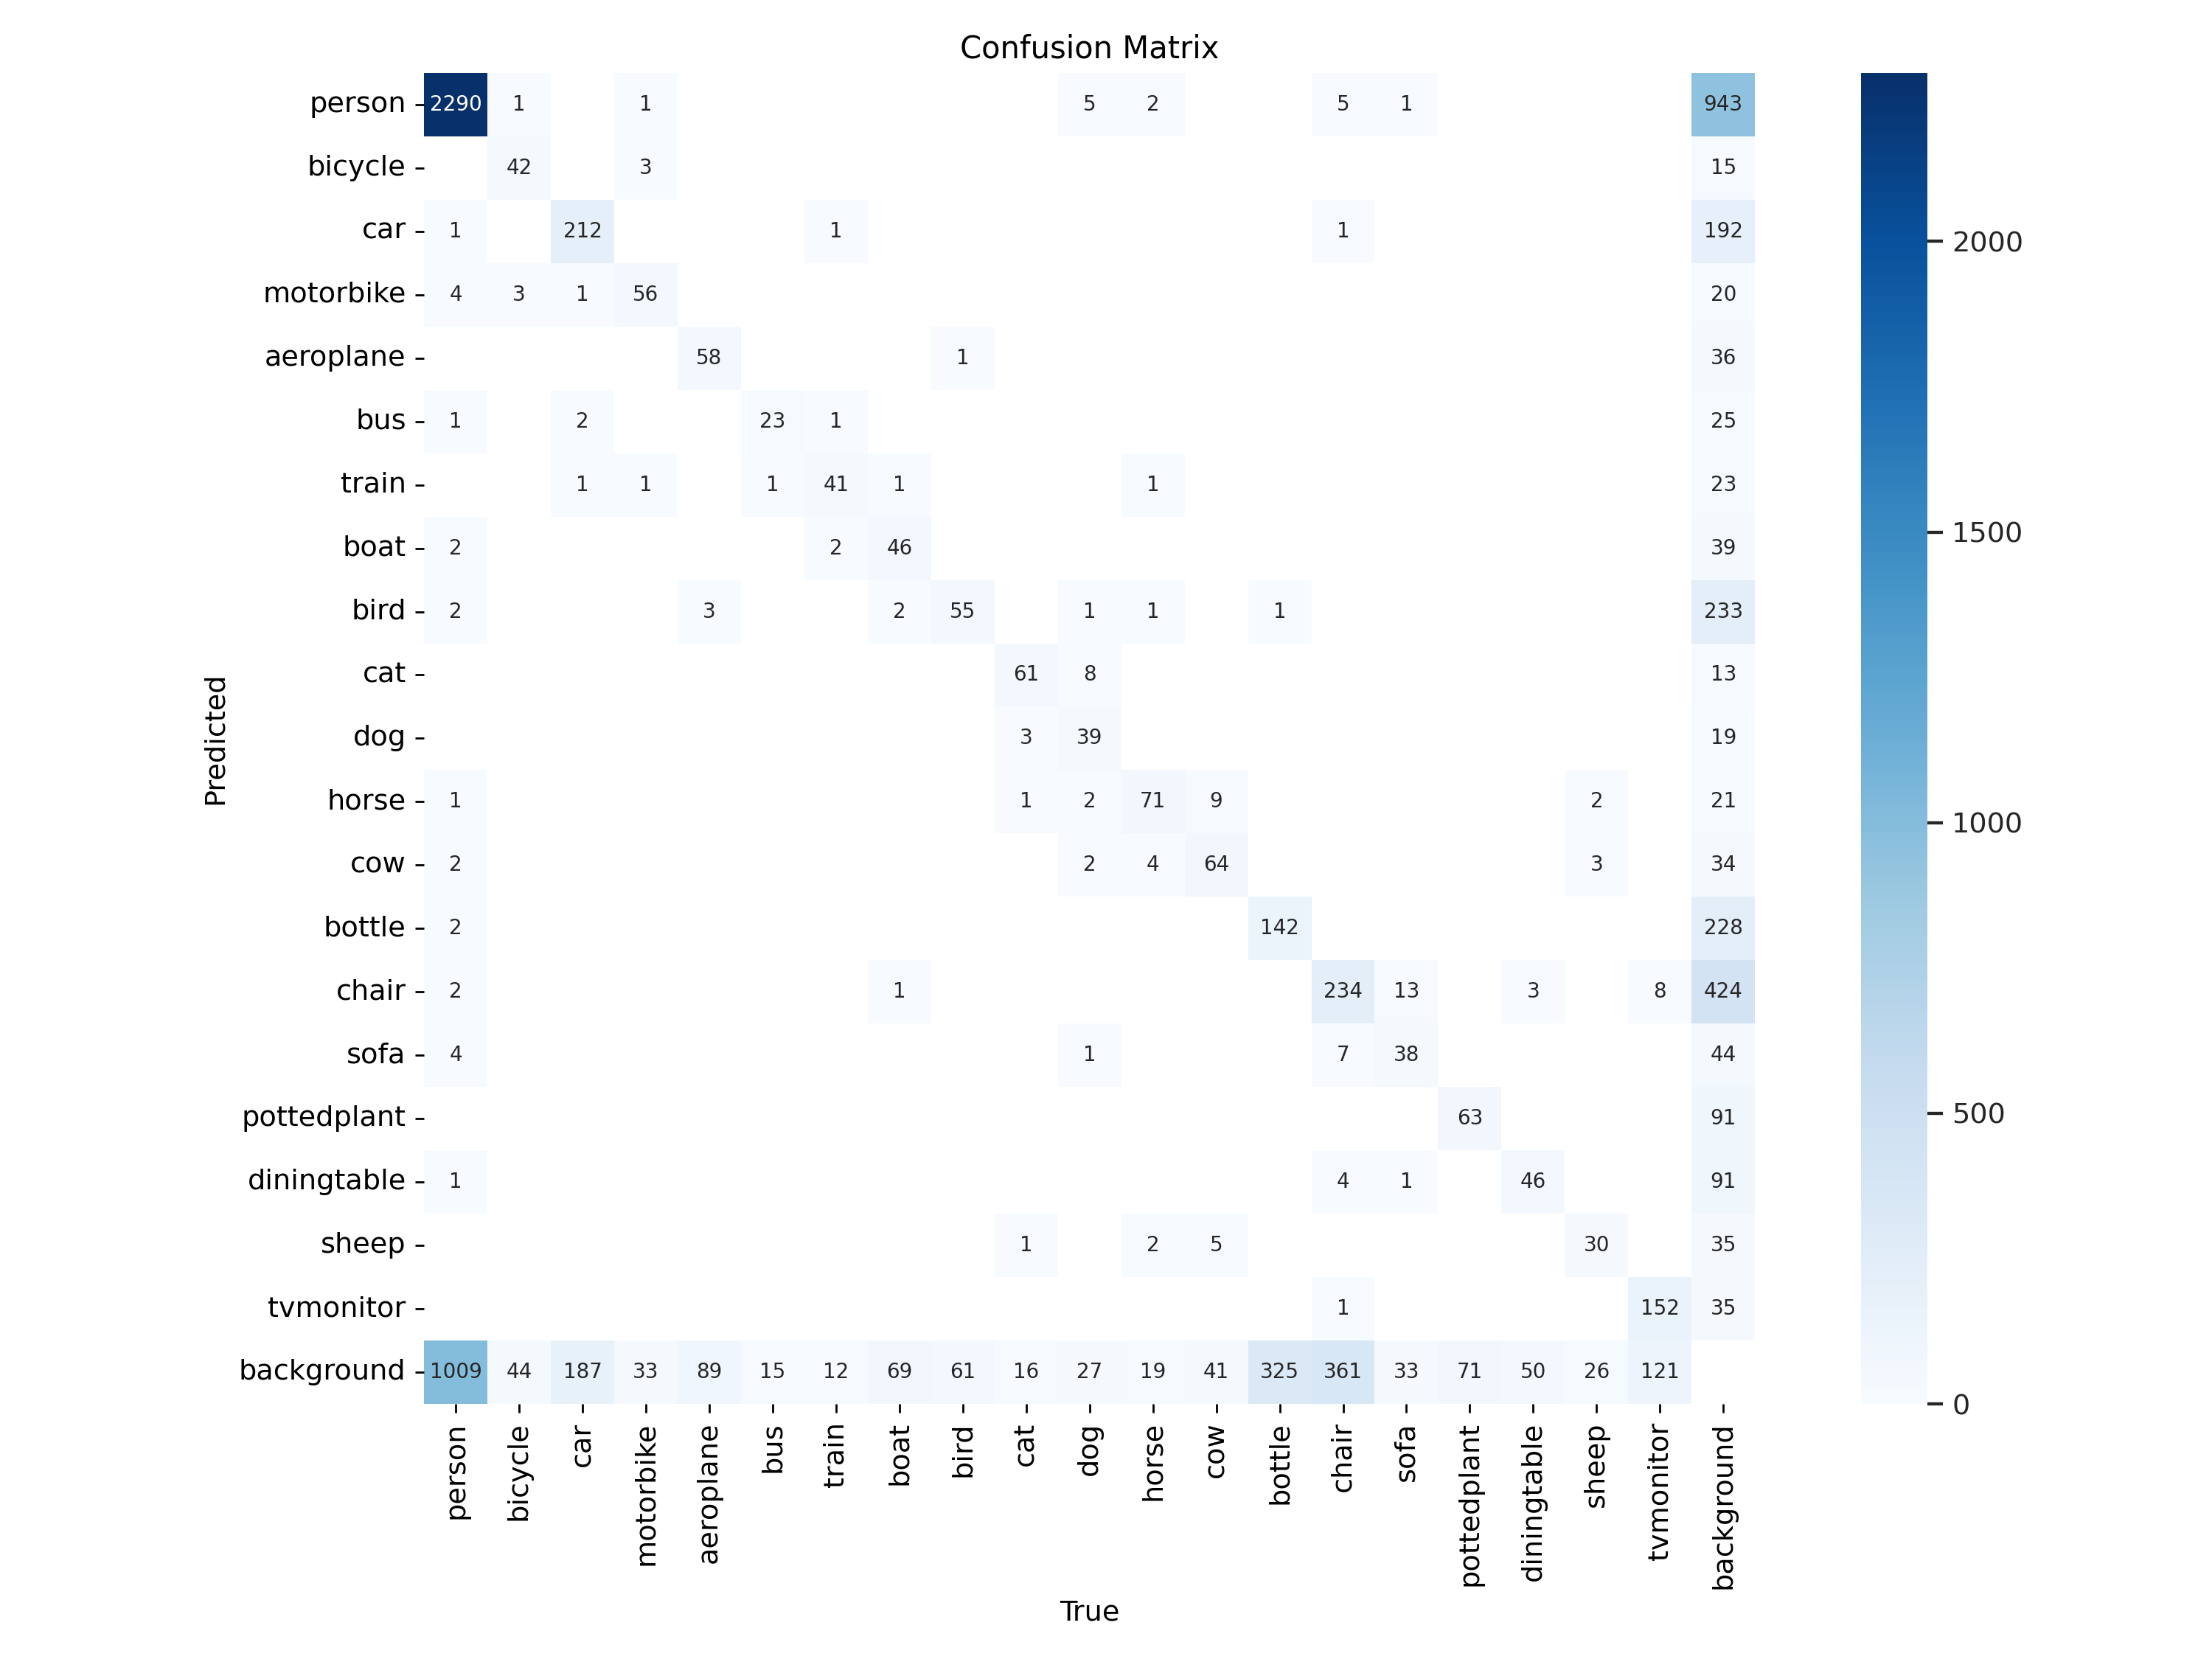 Confusion Matrix
person 2290 1 1 5 2 5 1 943
bicycle 42 3 15
car 1 212 1 1 192
motorbike 4 3 1 56 20
aeroplane 58 1 36
bus 1 2 23 1 25
train 1 1 1 41 1 1 23
boat 2 2 46 39
bird 2 3 2 55 1 1 1 233
cat 61 8 13
dog 3 39 19
horse 1 1 2 71 9 2 21
cow 2 2 4 64 3 34
bottle 2 142 228
chair 2 1 234 13 3 8 424
sofa 4 1 7 38 44
pottedplant 63 91
diningtable 1 4 1 46 91
sheep 1 2 5 30 35
tvmonitor 1 152 35
background 1009 44 187 33 89 15 12 69 61 16 27 19 41 325 361 33 71 50 26 121
person bicycle car motorbike aeroplane bus train boat bird cat dog horse cow bottle chair sofa pottedplant diningtable sheep tvmonitor background
True
Predicted
2000
1500
1000
500
0